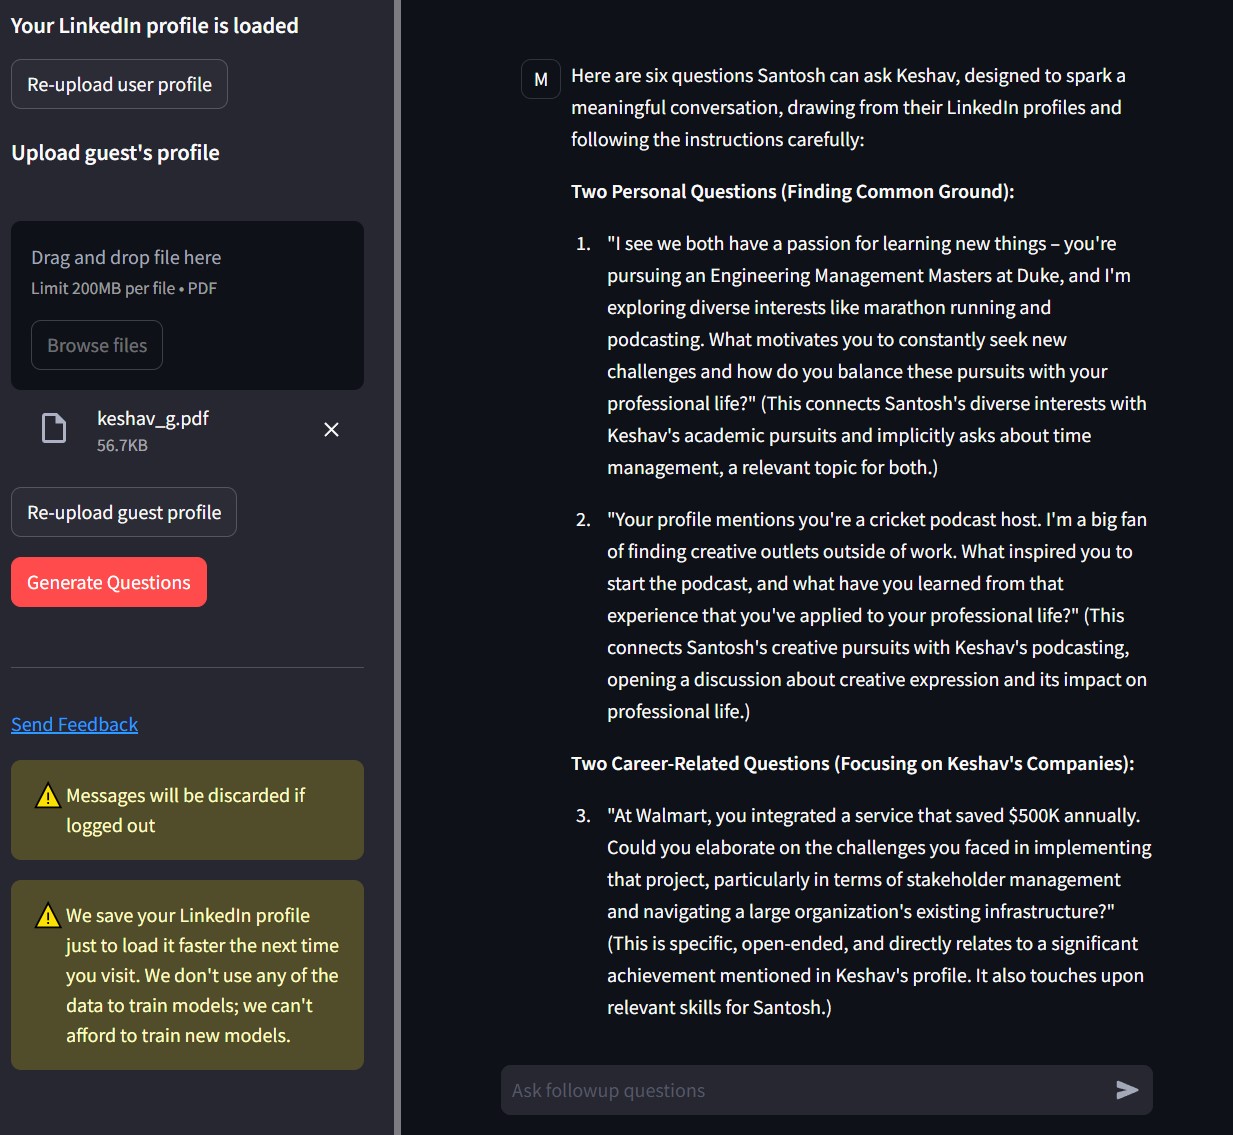 Your LinkedIn profile is loaded
Re-upload user profile
Upload guest's profile
Drag and drop file here
Limit 200MB per file • PDF
Browse files
keshav_g.pdf
56.7KB
Re-upload guest profile
Generate Questions
Send Feedback
Messages will be discarded if
logged out
We save your LinkedIn profile
just to load it faster the next time
you visit. We don't use any of the
data to train models; we can't
afford to train new models.
M
Here are six questions Santosh can ask Keshav, designed to spark a
meaningful conversation, drawing from their LinkedIn profiles and
following the instructions carefully:
Two Personal Questions (Finding Common Ground):
1. "I see we both have a passion for learning new things – you're
pursuing an Engineering Management Masters at Duke, and I'm
exploring diverse interests like marathon running and
podcasting. What motivates you to constantly seek new
challenges and how do you balance these pursuits with your
professional life?" (This connects Santosh's diverse interests with
Keshav's academic pursuits and implicitly asks about time
management, a relevant topic for both.)
2. "Your profile mentions you're a cricket podcast host. I'm a big fan
of finding creative outlets outside of work. What inspired you to
start the podcast, and what have you learned from that
experience that you've applied to your professional life?" (This
connects Santosh's creative pursuits with Keshav's podcasting,
opening a discussion about creative expression and its impact on
professional life.)
Two Career-Related Questions (Focusing on Keshav's Companies):
3. "At Walmart, you integrated a service that saved $500K annually.
Could you elaborate on the challenges you faced in implementing
that project, particularly in terms of stakeholder management
and navigating a large organization's existing infrastructure?"
(This is specific, open-ended, and directly relates to a significant
achievement mentioned in Keshav's profile. It also touches upon
relevant skills for Santosh.)
Ask followup questions